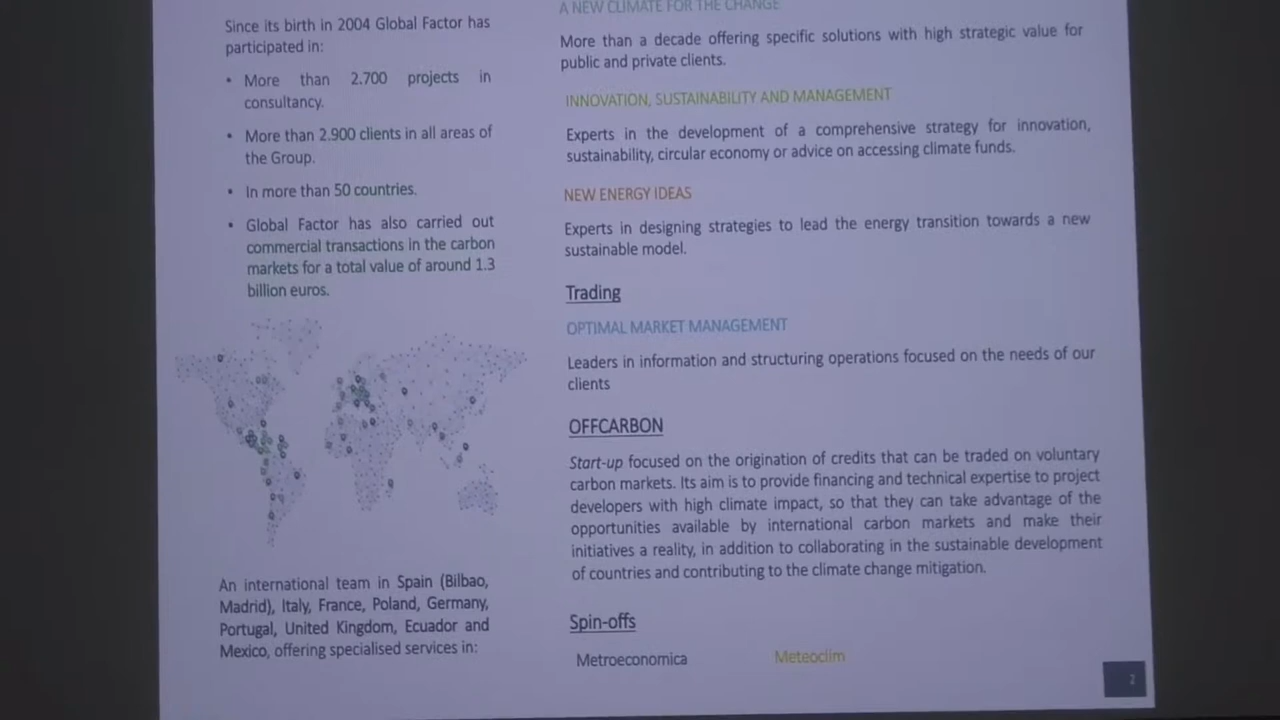 Since its birth in 2004 Global Factor has
participated in:
• More than 2.700 projects in
consultancy.
• More than 2.900 clients in all areas of
the Group.
• In more than 50 countries.
• Global Factor has also carried out
commercial transactions in the carbon
markets for a total value of around 1.3
billion euros.
An international team in Spain (Bilbao,
Madrid), Italy, France, Poland, Germany,
Portugal, United Kingdom, Ecuador and
Mexico, offering specialised services in:
A NEW CLIMATE FOR THE CHANGE
More than a decade offering specific solutions with high strategic value for
public and private clients.
INNOVATION, SUSTAINABILITY AND MANAGEMENT
Experts in the development of a comprehensive strategy for innovation,
sustainability, circular economy or advice on accessing climate funds.
NEW ENERGY IDEAS
Experts in designing strategies to lead the energy transition towards a new
sustainable model.
Trading
OPTIMAL MARKET MANAGEMENT
Leaders in information and structuring operations focused on the needs of our
clients
OFFCARBON
Start-up focused on the origination of credits that can be traded on voluntary
carbon markets. Its aim is to provide financing and technical expertise to project
developers with high climate impact, so that they can take advantage of the
opportunities available by international carbon markets and make their
initiatives a reality, in addition to collaborating in the sustainable development
of countries and contributing to the climate change mitigation.
Spin-offs
Metroeconomica Meteoclim
2